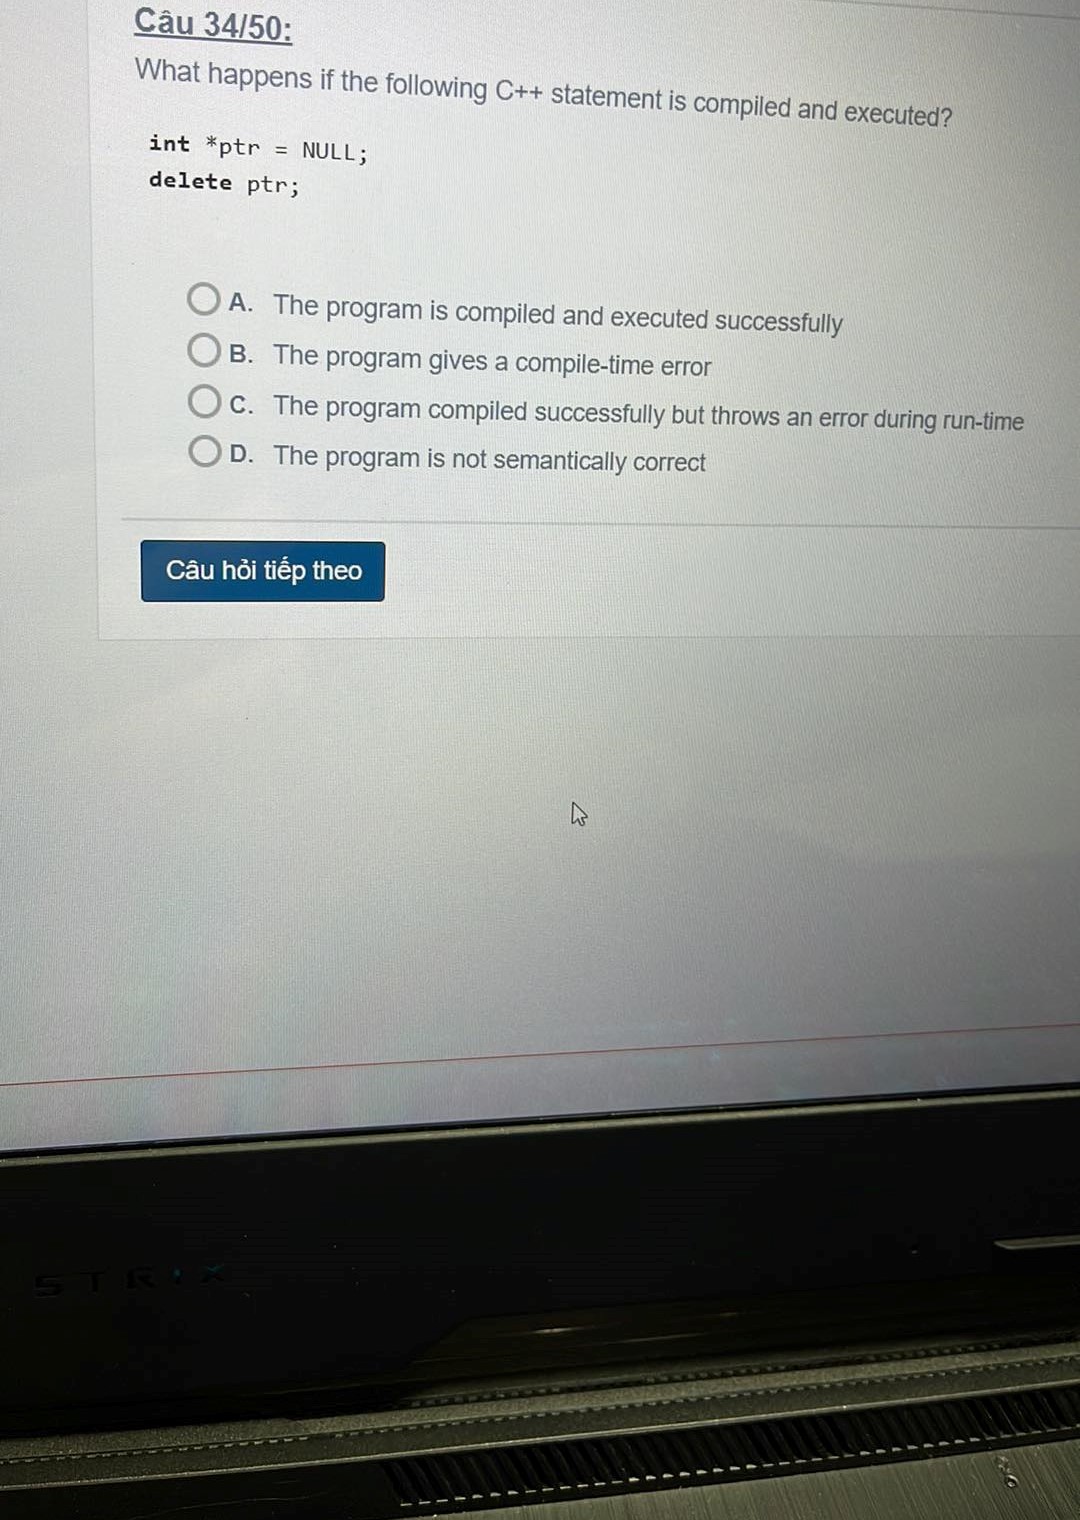 Câu 34/50:
What happens if the following C++ statement is compiled and executed?
int *ptr = NULL;
delete ptr;
A. The program is compiled and executed successfully
B. The program gives a compile-time error
C. The program compiled successfully but throws an error during run-time
D. The program is not semantically correct
Câu hỏi tiếp theo
STRIX